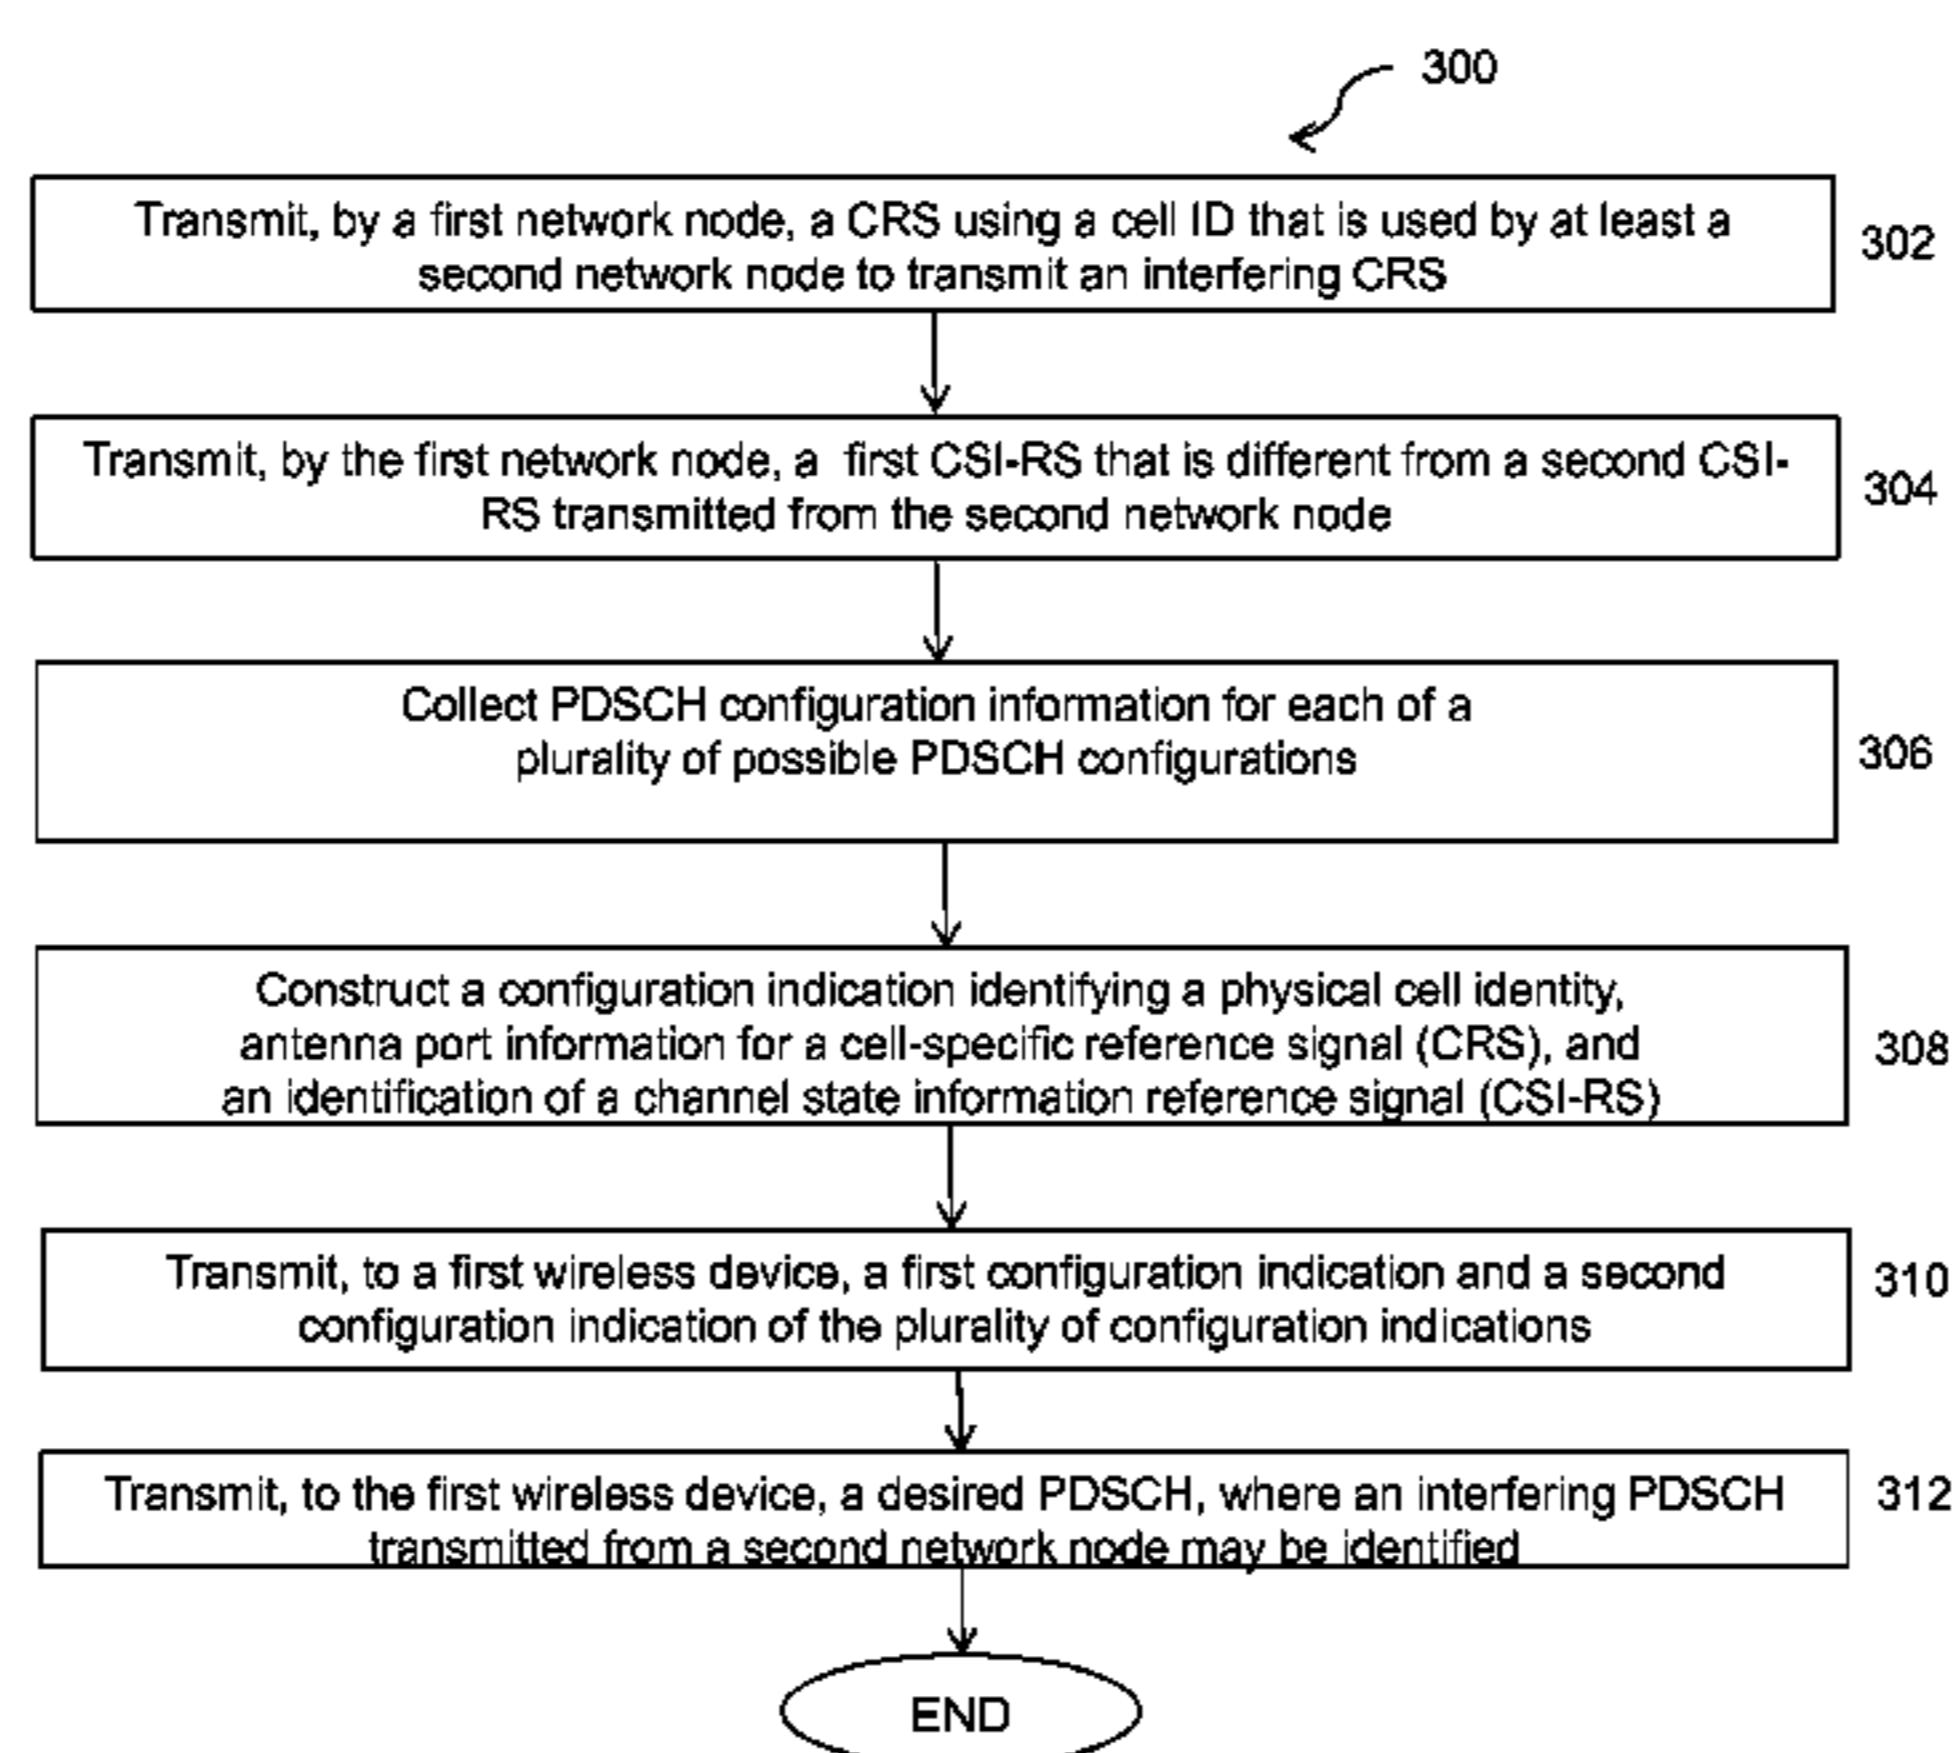 300
Transmit, by a first network node, a CRS using a cell ID that is used by at least a
second network node to transmit an interfering CRS
302
Transmit, by the first network node, a first CSI-RS that is different from a second CSI-
RS transmitted from the second network node
304
Collect PDSCH configuration information for each of a
plurality of possible PDSCH configurations
306
Construct a configuration indication identifying a physical cell identity,
antenna port information for a cell-specific reference signal (CRS), and
an identification of a channel state information reference signal (CSI-RS)
308
Transmit, to a first wireless device, a first configuration indication and a second
configuration indication of the plurality of configuration indications
310
Transmit, to the first wireless device, a desired PDSCH, where an interfering PDSCH
transmitted from a second network node may be identified
312
END